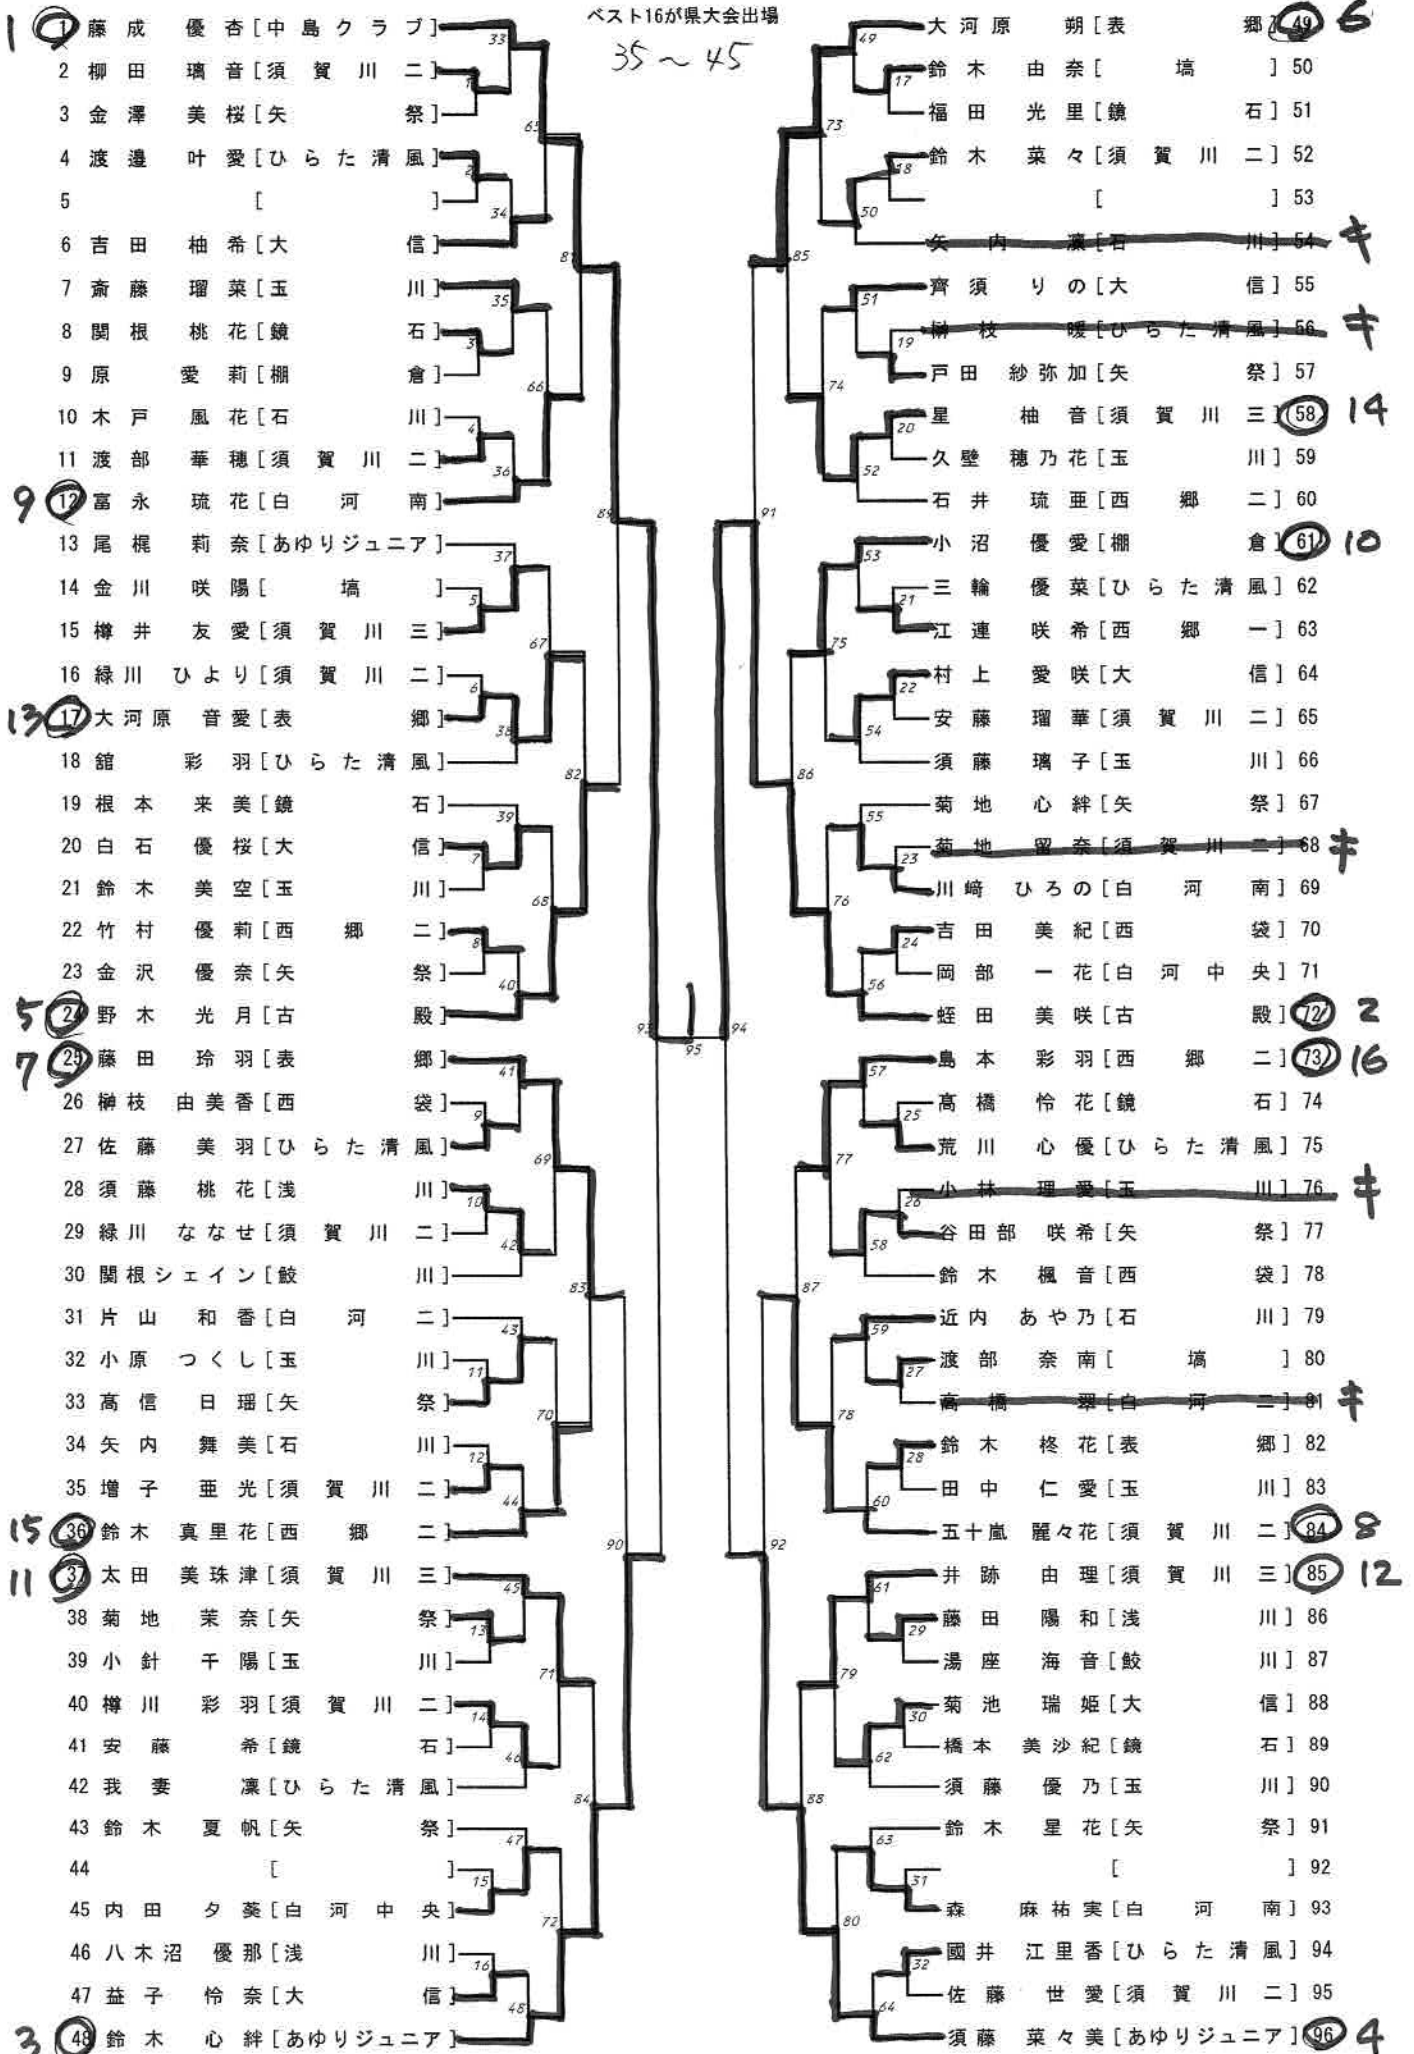 ベスト16が県大会出場
35～45
1 1 藤成 優杏[中島クラブ]
2 柳田 璃音[須賀川二]
3 金澤 美桜[矢祭]
4 渡邉 叶愛[ひらた清風]
5 [ ]
6 吉田 柚希[大信]
7 斎藤 瑠菜[玉川]
8 関根 桃花[鏡石]
9 原 愛莉[棚倉]
10 木戸 風花[石川]
11 渡部 華穂[須賀川二]
9 12 富永 琉花[白河南]
13 尾梶 莉奈[あゆりジュニア]
14 金川 咲陽[塙]
15 樽井 友愛[須賀川三]
16 緑川 ひより[須賀川二]
13 17 大河原 音愛[表郷]
18 舘 彩羽[ひらた清風]
19 根本 来美[鏡石]
20 白石 優桜[大信]
21 鈴木 美空[玉川]
22 竹村 優莉[西郷二]
23 金沢 優奈[矢祭]
5 24 野木 光月[古殿]
7 25 藤田 玲羽[表郷]
26 榊枝 由美香[西袋]
27 佐藤 美羽[ひらた清風]
28 須藤 桃花[浅川]
29 緑川 ななせ[須賀川二]
30 関根シェイン[鮫川]
31 片山 和香[白河二]
32 小原 つくし[玉川]
33 髙信 日瑶[矢祭]
34 矢内 舞美[石川]
35 増子 亜光[須賀川二]
15 36 鈴木 真里花[西郷二]
11 37 太田 美珠津[須賀川三]
38 菊地 茉奈[矢祭]
39 小針 千陽[玉川]
40 樽川 彩羽[須賀川二]
41 安藤 希[鏡石]
42 我妻 凜[ひらた清風]
43 鈴木 夏帆[矢祭]
44 [ ]
45 内田 夕葵[白河中央]
46 八木沼 優那[浅川]
47 益子 怜奈[大信]
3 48 鈴木 心絆[あゆりジュニア]
大河原 朔[表郷] 49 6
鈴木 由奈[塙] 50
福田 光里[鏡石] 51
鈴木 菜々[須賀川二] 52
[ ] 53
矢内 凜[石川] 54 キ
齊須 りの[大信] 55
榊枝 暖[ひらた清風] 56 キ
戸田 紗弥加[矢祭] 57
星 柚音[須賀川三] 58 14
久壁 穂乃花[玉川] 59
石井 琉亜[西郷二] 60
小沼 優愛[棚倉] 61 10
三輪 優菜[ひらた清風] 62
江連 咲希[西郷一] 63
村上 愛咲[大信] 64
安藤 瑠華[須賀川二] 65
須藤 璃子[玉川] 66
菊地 心絆[矢祭] 67
菊地 留奈[須賀川二] 68 キ
川﨑 ひろの[白河南] 69
吉田 美紀[西袋] 70
岡部 一花[白河中央] 71
蛭田 美咲[古殿] 72 2
島本 彩羽[西郷二] 73 16
髙橋 怜花[鏡石] 74
荒川 心優[ひらた清風] 75
小林 理愛[玉川] 76 キ
谷田部 咲希[矢祭] 77
鈴木 楓音[西袋] 78
近内 あや乃[石川] 79
渡部 奈南[塙] 80
高橋 翠[白河二] 81 キ
鈴木 柊花[表郷] 82
田中 仁愛[玉川] 83
五十嵐 麗々花[須賀川二] 84 8
井跡 由理[須賀川三] 85 12
藤田 陽和[浅川] 86
湯座 海音[鮫川] 87
菊池 瑞姫[大信] 88
橋本 美沙紀[鏡石] 89
須藤 優乃[玉川] 90
鈴木 星花[矢祭] 91
[ ] 92
森 麻祐実[白河南] 93
國井 江里香[ひらた清風] 94
佐藤 世愛[須賀川二] 95
須藤 菜々美[あゆりジュニア] 96 4